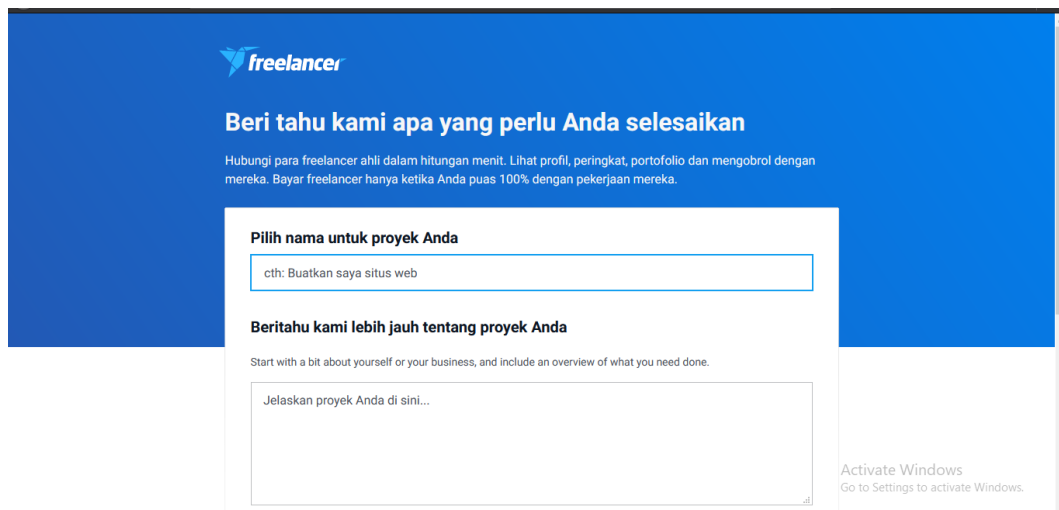 freelancer
Beri tahu kami apa yang perlu Anda selesaikan
Hubungi para freelancer ahli dalam hitungan menit. Lihat profil, peringkat, portofolio dan mengobrol dengan
mereka. Bayar freelancer hanya ketika Anda puas 100% dengan pekerjaan mereka.
Pilih nama untuk proyek Anda
cth: Buatkan saya situs web
Beritahu kami lebih jauh tentang proyek Anda
Start with a bit about yourself or your business, and include an overview of what you need done.
Jelaskan proyek Anda di sini...
Activate Windows
Go to Settings to activate Windows.